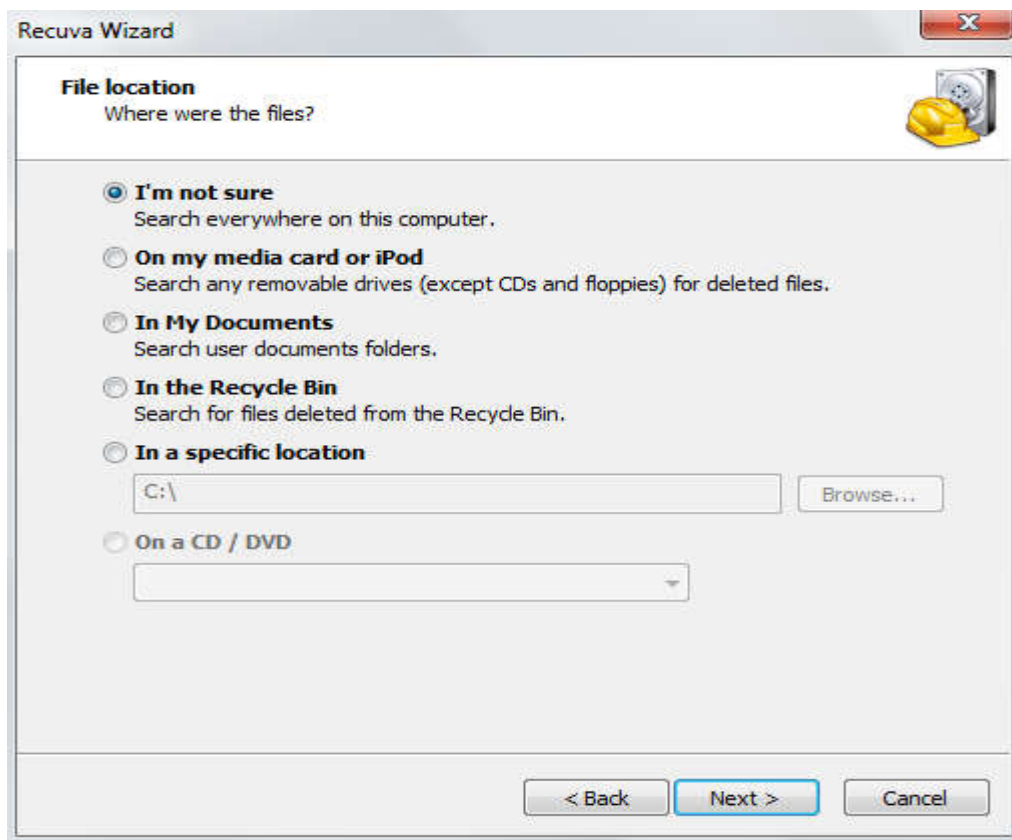 Recuva Wizard
File location
Where were the files?
I'm not sure
Search everywhere on this computer.
On my media card or iPod
Search any removable drives (except CDs and floppies) for deleted files.
In My Documents
Search user documents folders.
In the Recycle Bin
Search for files deleted from the Recycle Bin.
In a specific location
C:\
Browse...
On a CD / DVD
< Back
Next >
Cancel